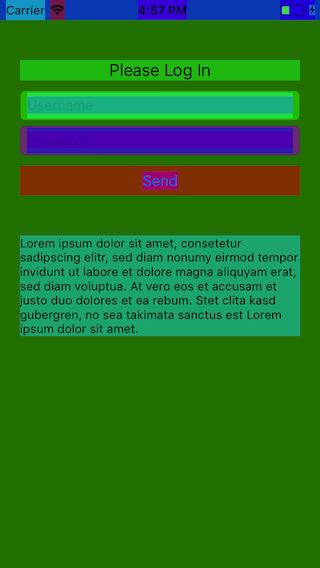 Carrier 4:57 PM
Please Log In
Username
Password
Send
Lorem ipsum dolor sit amet, consetetur
sadipscing elitr, sed diam nonumy eirmod tempor
invidunt ut labore et dolore magna aliquyam erat,
sed diam voluptua. At vero eos et accusam et
justo duo dolores et ea rebum. Stet clita kasd
gubergren, no sea takimata sanctus est Lorem
ipsum dolor sit amet.